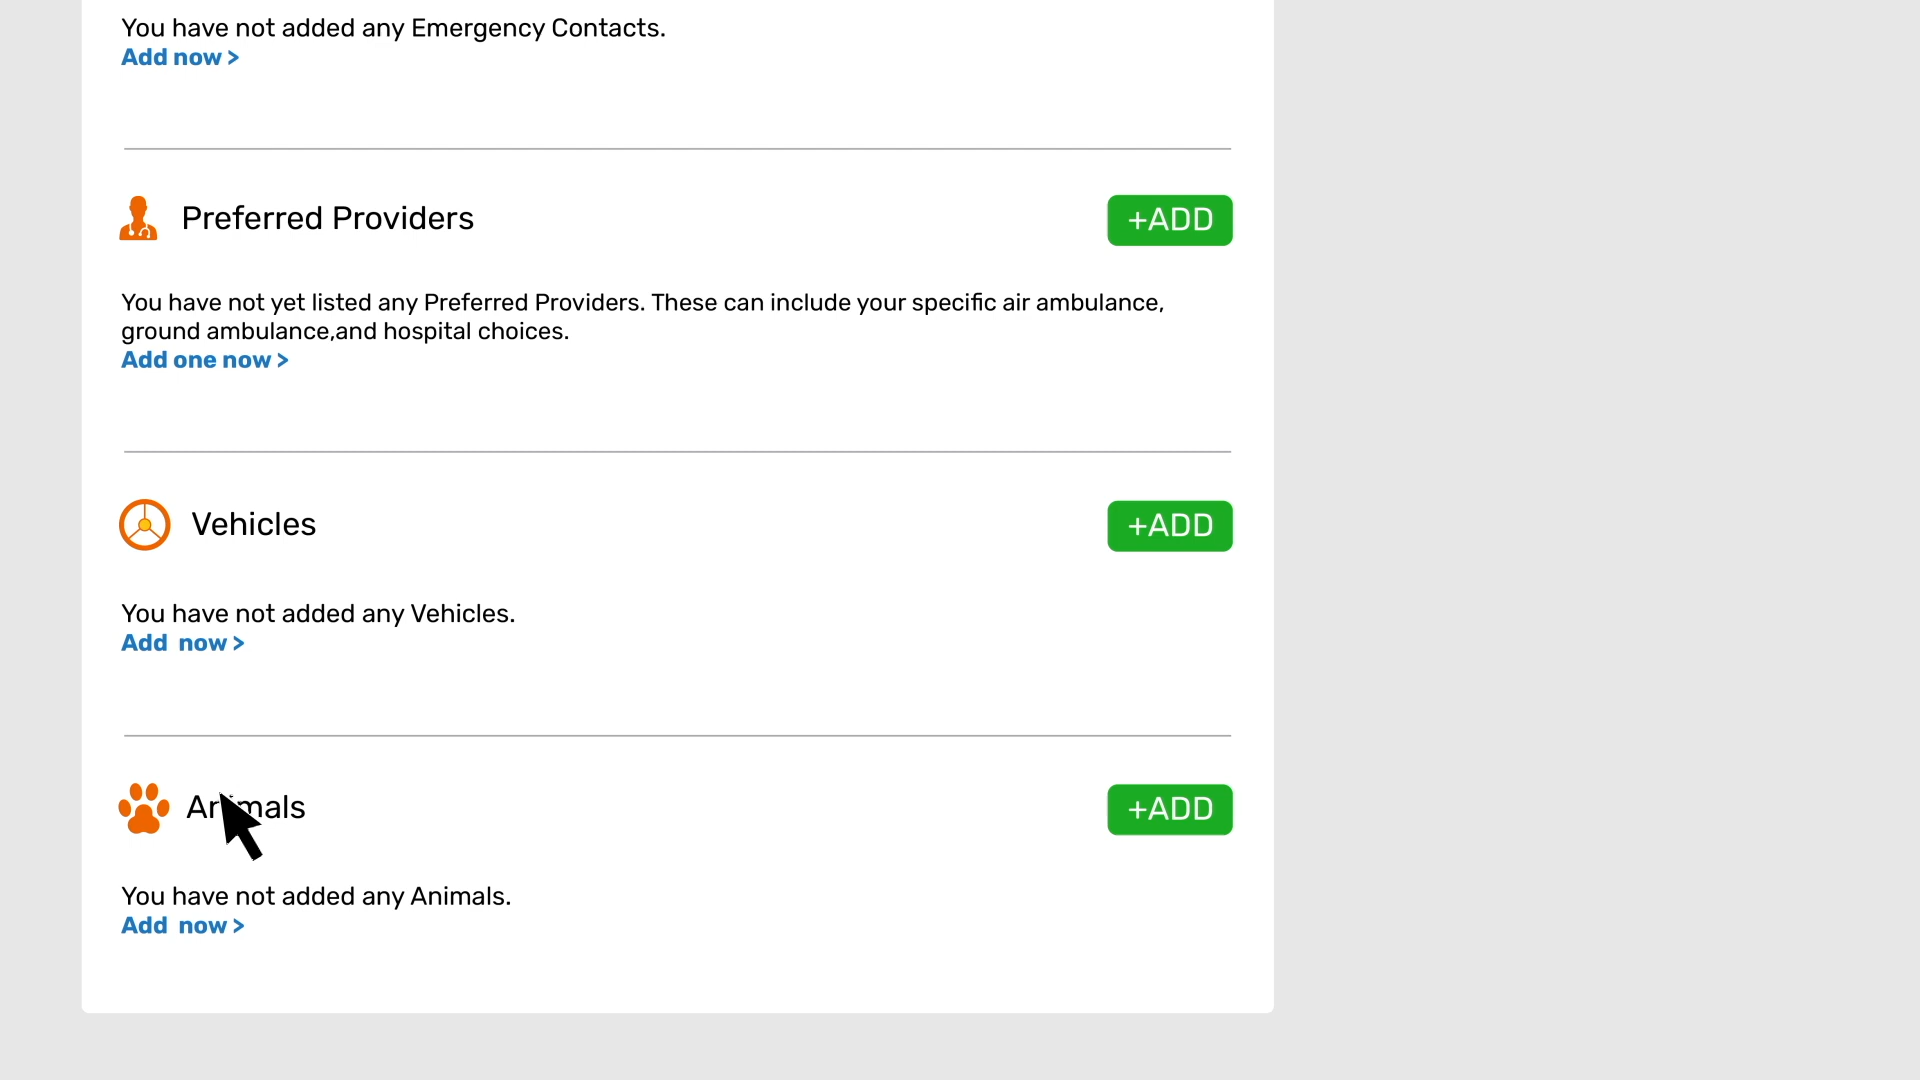 You have not added any Emergency Contacts.
Add now >
Preferred Providers
+ADD
You have not yet listed any Preferred Providers. These can include your specific air ambulance,
ground ambulance,and hospital choices.
Add one now >
Vehicles
+ADD
You have not added any Vehicles.
Add now >
Animals
+ADD
You have not added any Animals.
Add now >